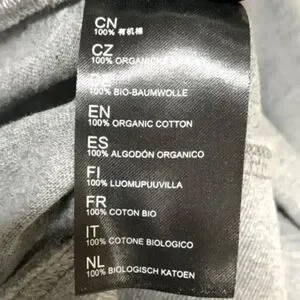 CN
100% 有机棉
CZ
100% ORGANICKÁ
DE
100% BIO-BAUMWOLLE
EN
100% ORGANIC COTTON
ES
100% ALGODÓN ORGANICO
FI
100% LUOMUPUUVILLA
FR
100% COTON BIO
IT
100% COTONE BIOLOGICO
NL
100% BIOLOGISCH KATOEN